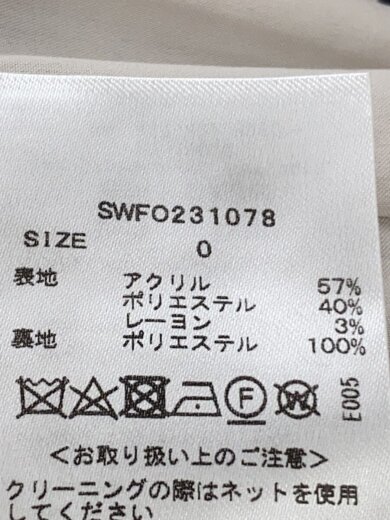 SWFO231078
SIZE 0
表地 アクリル 57%
ポリエステル 40%
レーヨン 3%
裏地 ポリエステル 100%
F W E005
<お取り扱い上のご注意>
クリーニングの際はネットを使用
してください